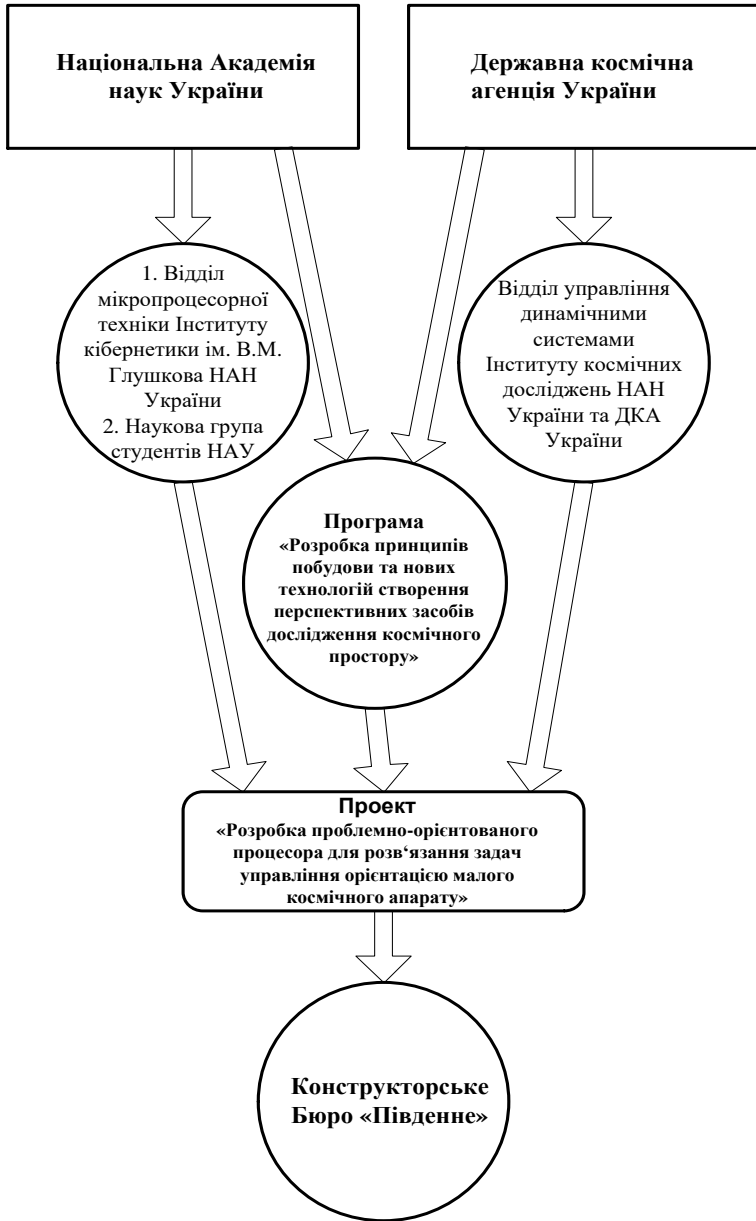 Національна Академія
наук України
Державна космічна
агенція України
1. Відділ
мікропроцесорної
техніки Інституту
кібернетики ім. В.М.
Глушкова НАН
України
2. Наукова група
студентів НАУ
Відділ управління
динамічними
системами
Інституту космічних
досліджень НАН
України та ДКА
України
Програма
«Розробка принципів
побудови та нових
технологій створення
перспективних засобів
дослідження космічного
простору»
Проект
«Розробка проблемно-орієнтованого
процесора для розв‘язання задач
управління орієнтацією малого
космічного апарату»
Конструкторське
Бюро «Південне»